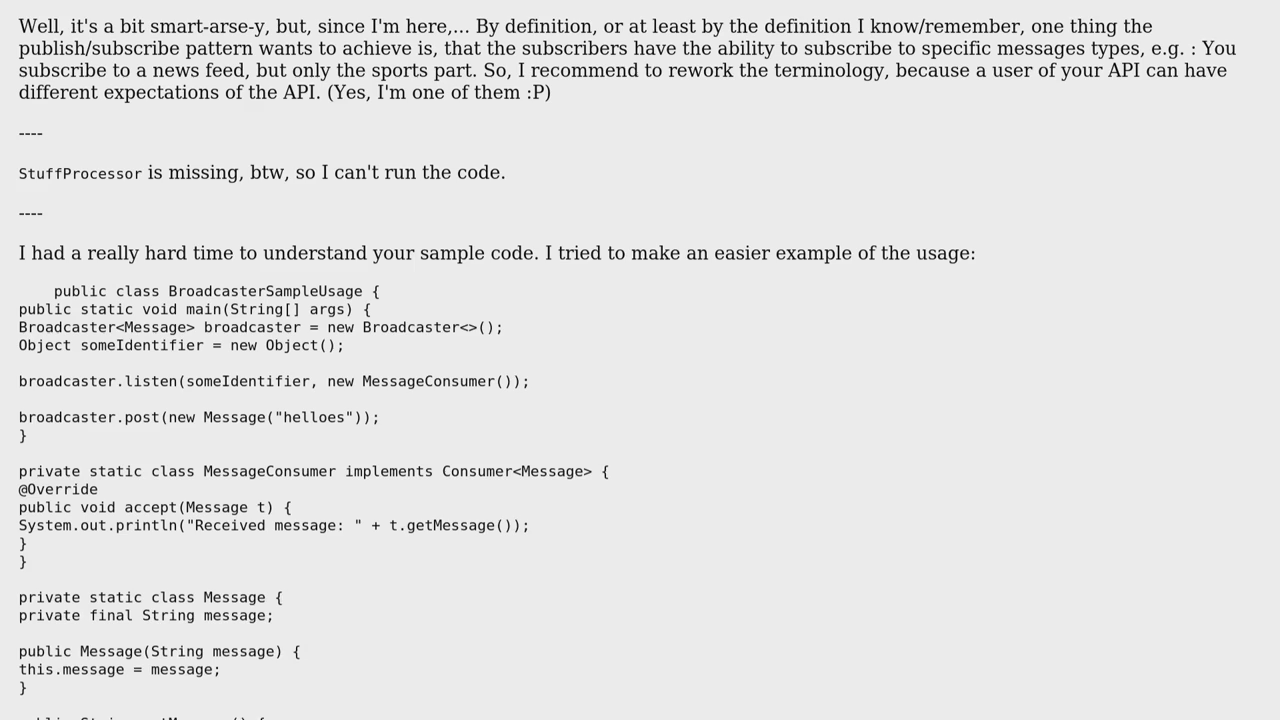 Well, it's a bit smart-arse-y, but, since I'm here,... By definition, or at least by the definition I know/remember, one thing the
publish/subscribe pattern wants to achieve is, that the subscribers have the ability to subscribe to specific messages types, e.g. : You
subscribe to a news feed, but only the sports part. So, I recommend to rework the terminology, because a user of your API can have
different expectations of the API. (Yes, I'm one of them :P)
----
StuffProcessor is missing, btw, so I can't run the code.
----
I had a really hard time to understand your sample code. I tried to make an easier example of the usage:
public class BroadcasterSampleUsage {
public static void main(String[] args) {
Broadcaster<Message> broadcaster = new Broadcaster<>();
Object someIdentifier = new Object();
broadcaster.listen(someIdentifier, new MessageConsumer());
broadcaster.post(new Message("helloes"));
}
private static class MessageConsumer implements Consumer<Message> {
@Override
public void accept(Message t) {
System.out.println("Received message: " + t.getMessage());
}
}
private static class Message {
private final String message;
public Message(String message) {
this.message = message;
}